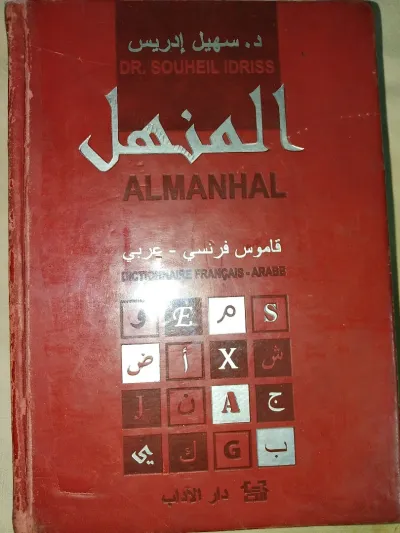 د. سهيل إدريس
DR. SOUHEIL IDRISS
المنهل
ALMANHAL
قاموس فرنسي - عربي
DICTIONNAIRE FRANÇAIS - ARABE
و É م S
ض أ X ش
إ ن A ج
ي ك G ب
دار الآداب